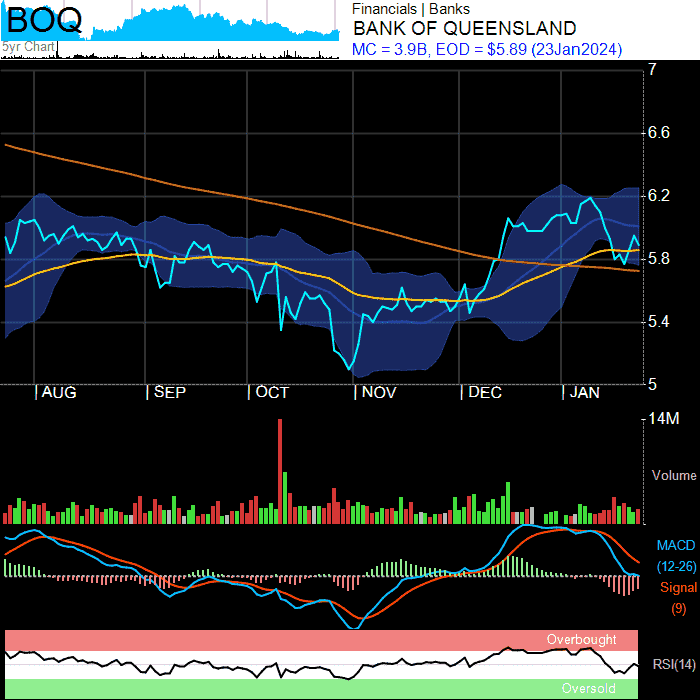 BOQ
5yr Chart
Financials | Banks
BANK OF QUEENSLAND
MC = 3.9B, EOD = $5.89 (23Jan2024)
7
6.6
6.2
5.8
5.4
5
| AUG | SEP | OCT | NOV | DEC | JAN
14M
Volume
MACD
(12-26)
Signal
(9)
Overbought
RSI(14)
Oversold